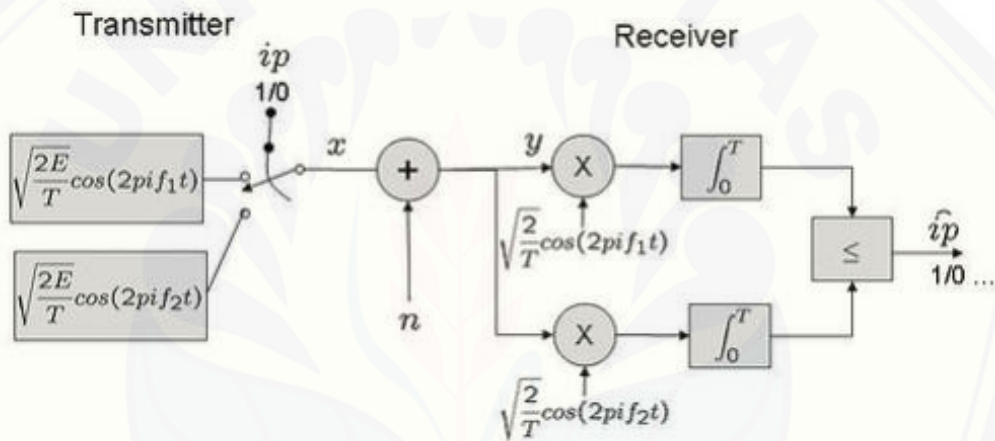 Transmitter
Receiver
ip
1/0
√(2E/T) cos(2pif₁t)
x
+
y
X
∫₀ᵀ
√(2/T) cos(2pif₁t)
≤
îp
1/0 ...
√(2E/T) cos(2pif₂t)
n
X
∫₀ᵀ
√(2/T) cos(2pif₂t)